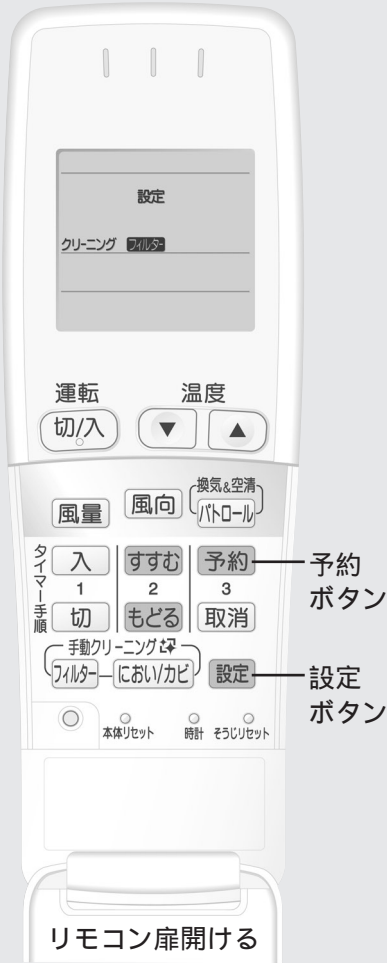 設定
クリーニング フィルター
運転 温度
切/入 ▼ ▲
換気&空清
風量 風向 パトロール
タイマー手順
入 すすむ 予約
予約ボタン
1 2 3
切 もどる 取消
手動クリーニング
フィルター におい/カビ 設定
設定ボタン
本体リセット 時計 そうじリセット
リモコン扉開ける